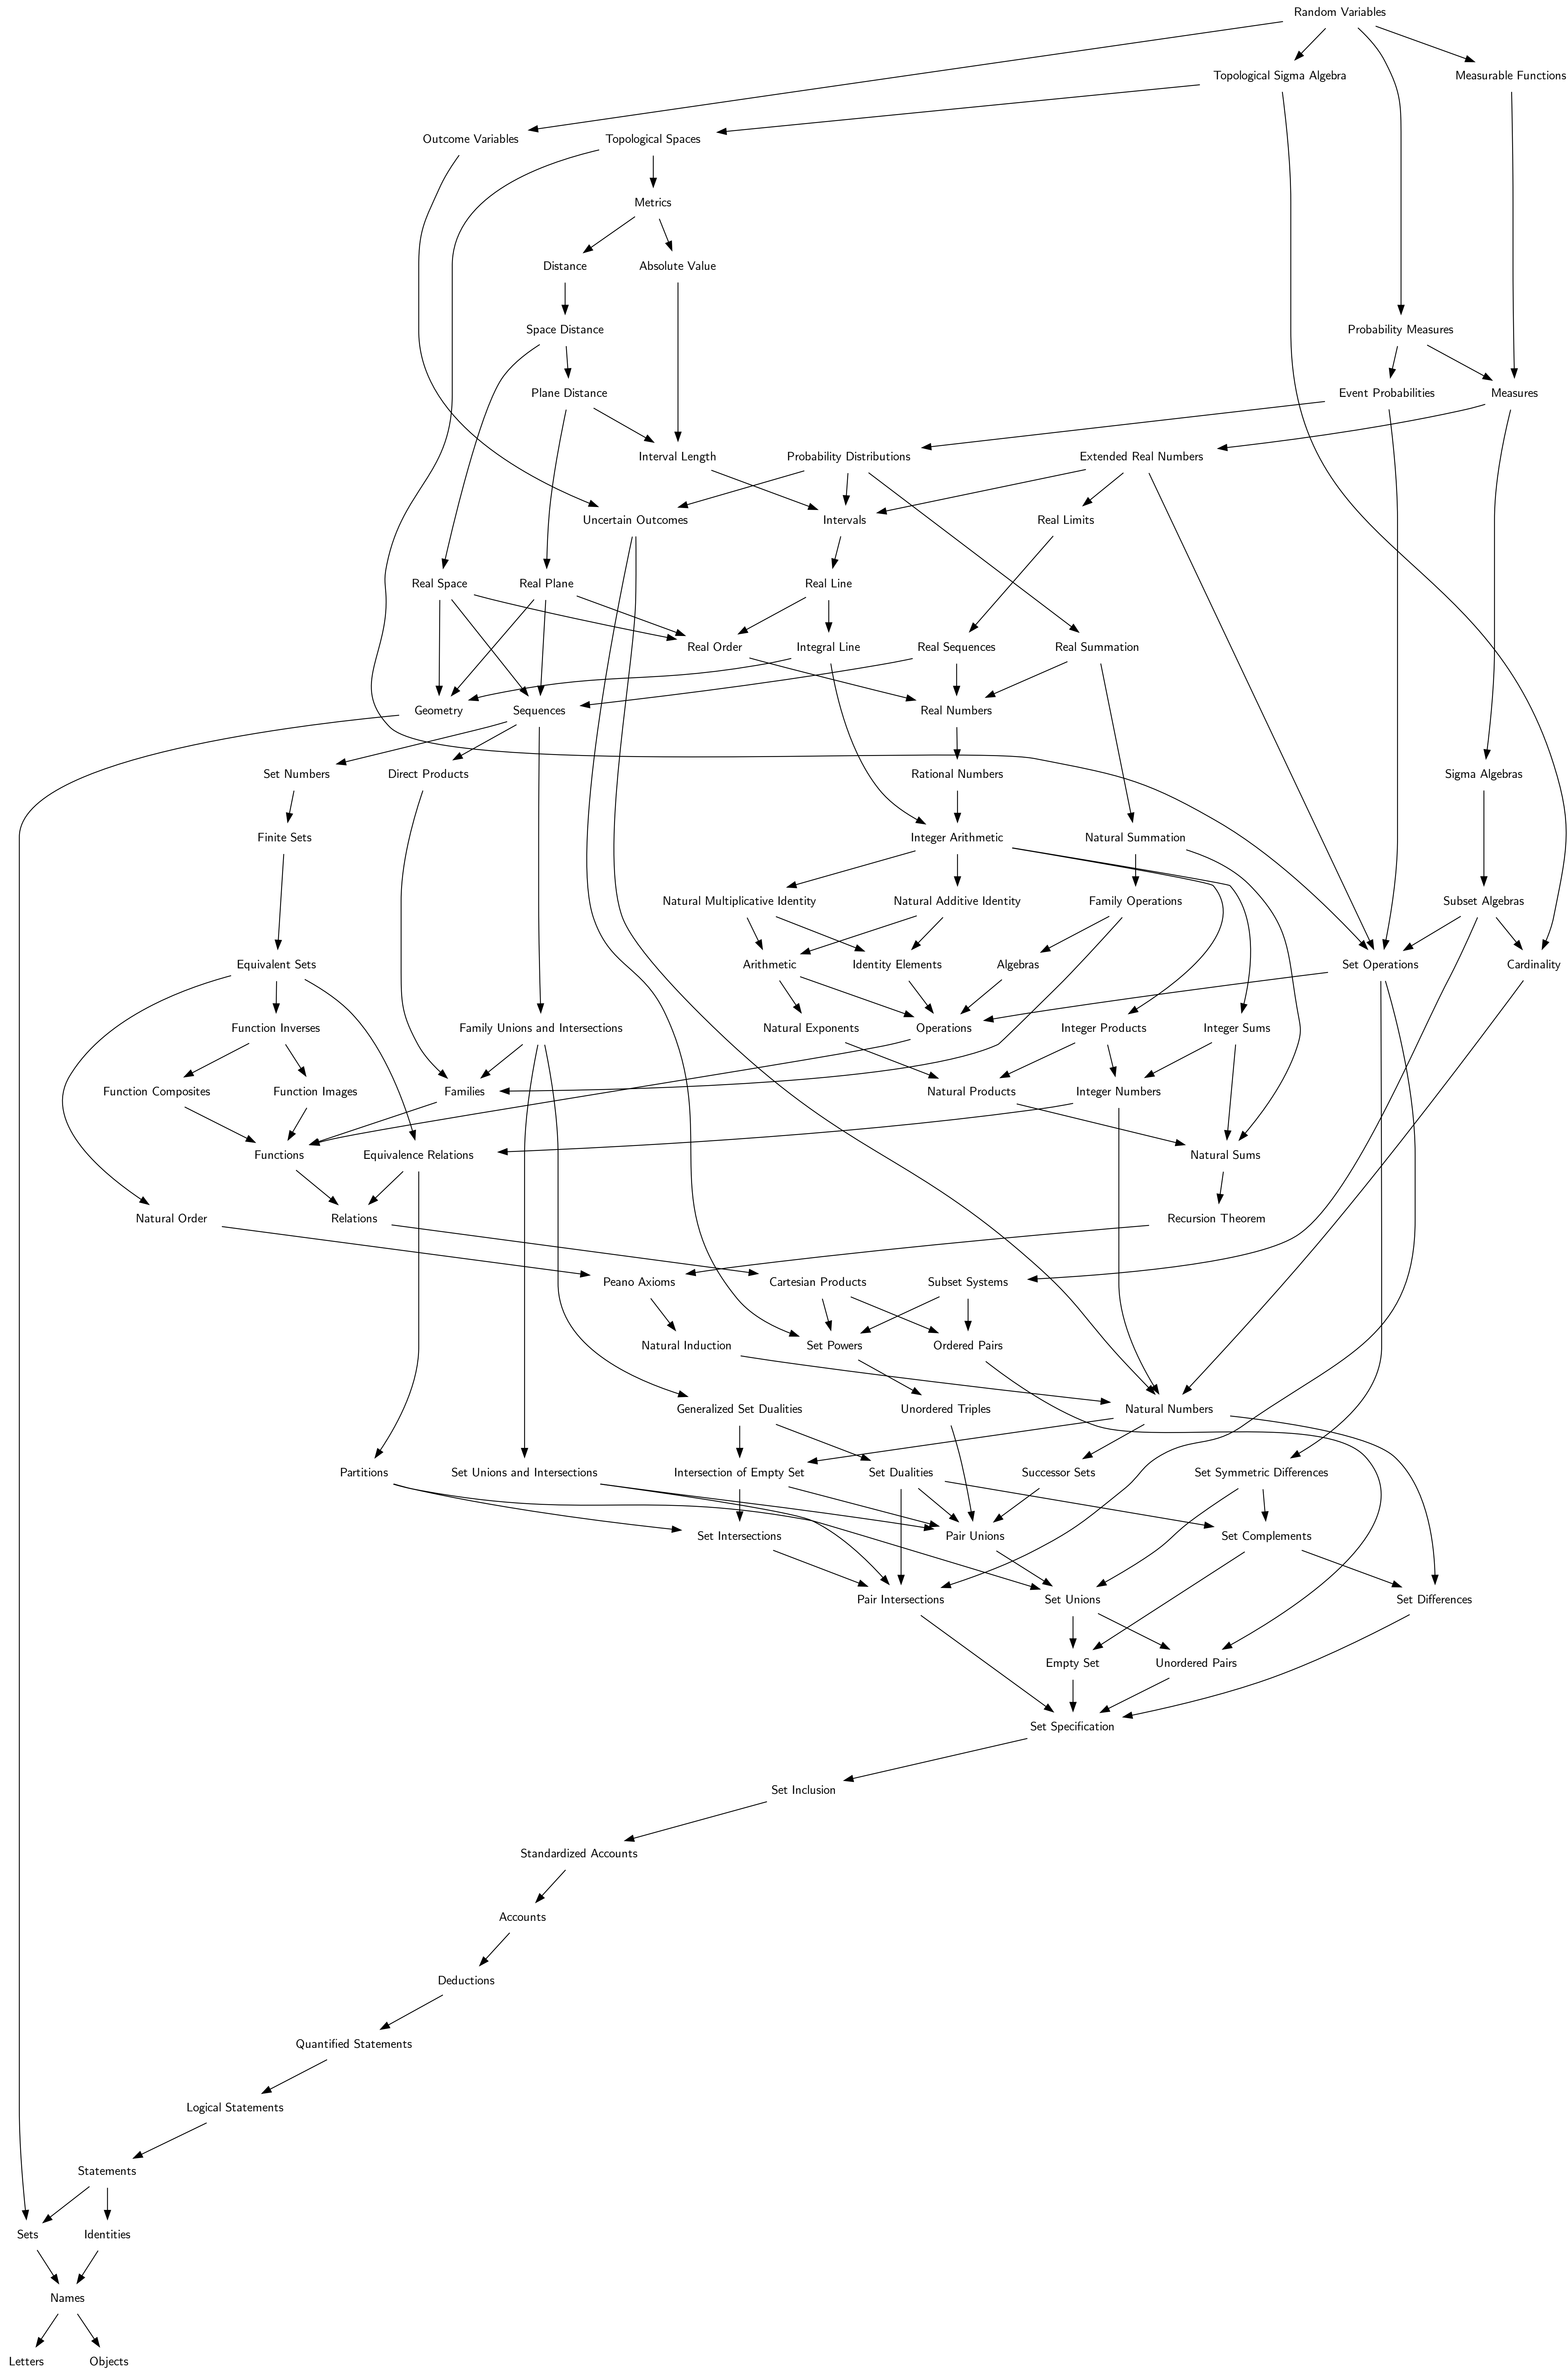 Random Variables
Topological Sigma Algebra
Measurable Functions
Outcome Variables
Topological Spaces
Metrics
Distance
Absolute Value
Space Distance
Probability Measures
Plane Distance
Event Probabilities
Measures
Interval Length
Probability Distributions
Extended Real Numbers
Uncertain Outcomes
Intervals
Real Limits
Real Space
Real Plane
Real Line
Real Order
Integral Line
Real Sequences
Real Summation
Geometry
Sequences
Real Numbers
Set Numbers
Direct Products
Rational Numbers
Sigma Algebras
Finite Sets
Integer Arithmetic
Natural Summation
Natural Multiplicative Identity
Natural Additive Identity
Family Operations
Subset Algebras
Equivalent Sets
Arithmetic
Identity Elements
Algebras
Set Operations
Cardinality
Function Inverses
Family Unions and Intersections
Natural Exponents
Operations
Integer Products
Integer Sums
Function Composites
Function Images
Families
Natural Products
Integer Numbers
Functions
Equivalence Relations
Natural Sums
Natural Order
Relations
Recursion Theorem
Peano Axioms
Cartesian Products
Subset Systems
Natural Induction
Set Powers
Ordered Pairs
Generalized Set Dualities
Unordered Triples
Natural Numbers
Partitions
Set Unions and Intersections
Intersection of Empty Set
Set Dualities
Successor Sets
Set Symmetric Differences
Set Intersections
Pair Unions
Set Complements
Pair Intersections
Set Unions
Set Differences
Empty Set
Unordered Pairs
Set Specification
Set Inclusion
Standardized Accounts
Accounts
Deductions
Quantified Statements
Logical Statements
Statements
Sets
Identities
Names
Letters
Objects